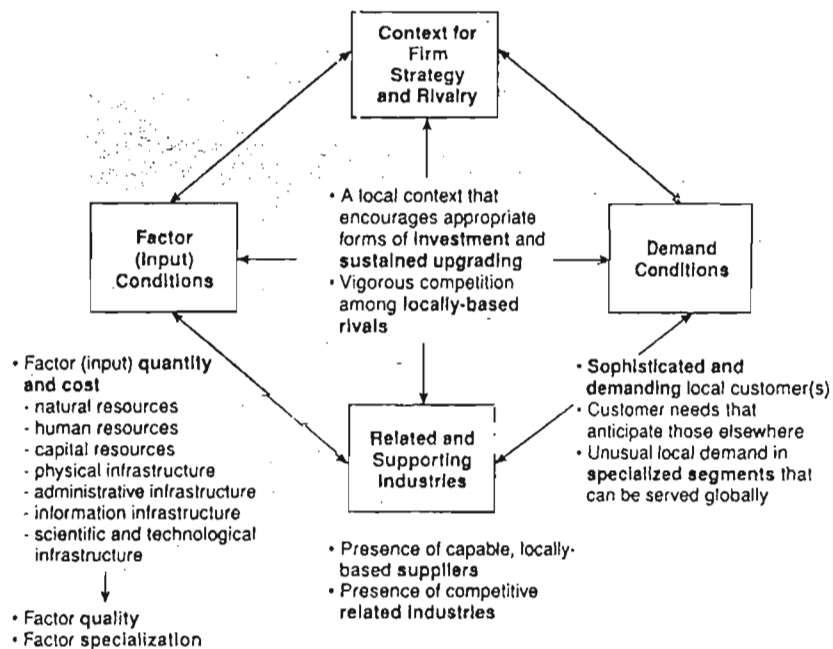 Context for
Firm
Strategy
and Rivalry
• A local context that
encourages appropriate
forms of investment and
sustained upgrading
• Vigorous competition
among locally-based
rivals
Factor
(Input)
Conditions
Demand
Conditions
• Factor (input) quantity
and cost
- natural resources
- human resources
- capital resources
- physical infrastructure
- administrative infrastructure
- information infrastructure
- scientific and technological
infrastructure
• Factor quality
• Factor specialization
Related and
Supporting
Industries
• Presence of capable, locally-
based suppliers
• Presence of competitive
related industries
• Sophisticated and
demanding local customer(s)
• Customer needs that
anticipate those elsewhere
• Unusual local demand in
specialized segments that
can be served globally